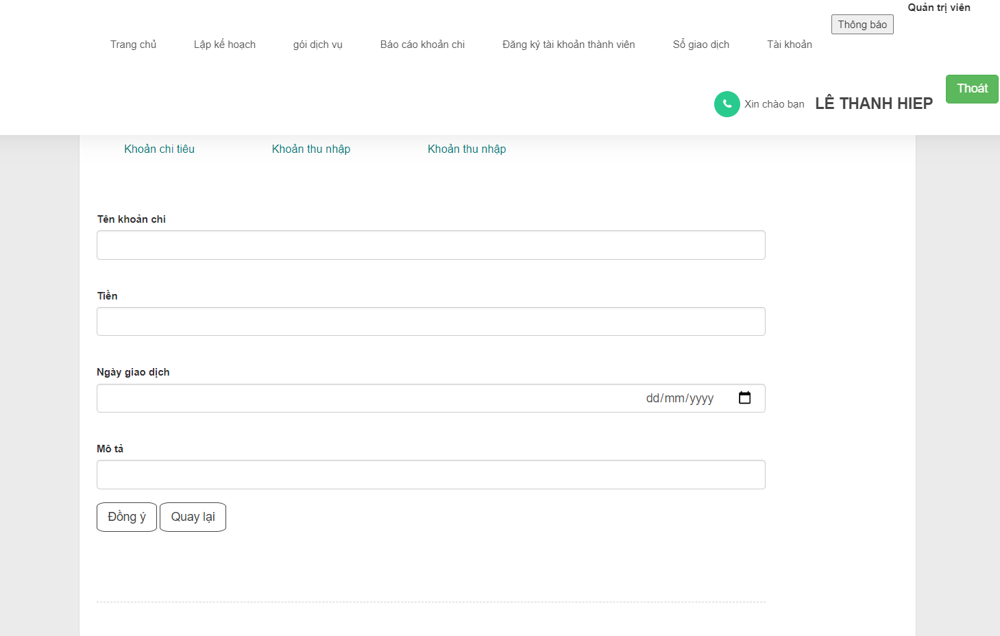 Quản trị viên
Thông báo
Trang chủ Lập kế hoạch gói dịch vụ Báo cáo khoản chi Đăng ký tài khoản thành viên Sổ giao dịch Tài khoản
Thoát
Xin chào bạn LÊ THANH HIEP
Khoản chi tiêu Khoản thu nhập Khoản thu nhập
Tên khoản chi
Tiền
Ngày giao dịch
dd/mm/yyyy
Mô tả
Đồng ý Quay lại